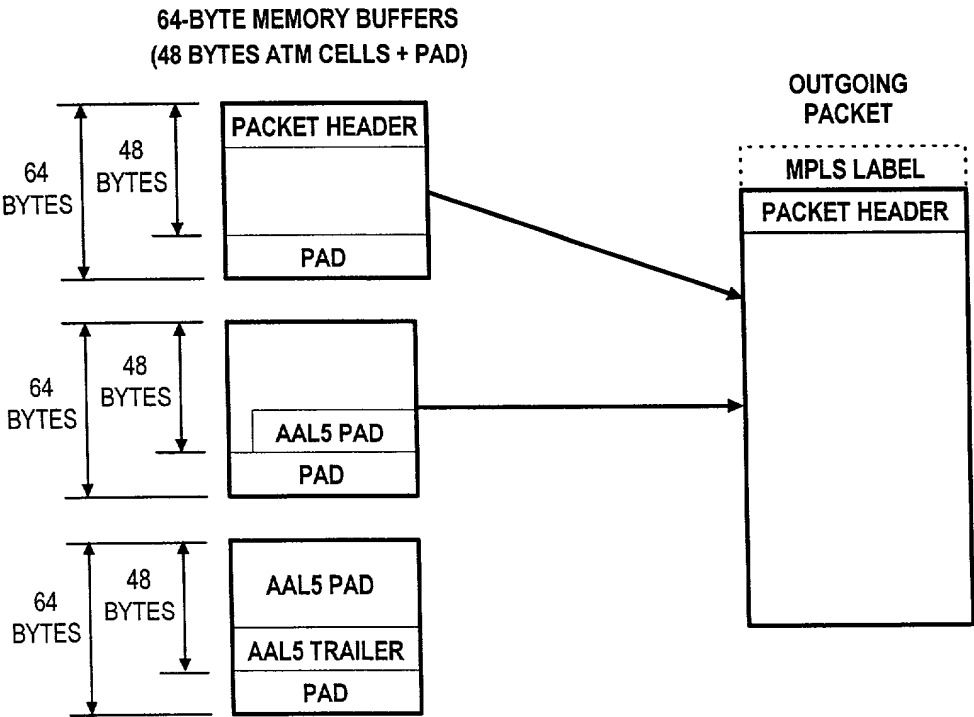 64-BYTE MEMORY BUFFERS
(48 BYTES ATM CELLS + PAD)
OUTGOING
PACKET
64
BYTES
48
BYTES
PACKET HEADER
PAD
MPLS LABEL
PACKET HEADER
64
BYTES
48
BYTES
AAL5 PAD
PAD
64
BYTES
48
BYTES
AAL5 PAD
AAL5 TRAILER
PAD